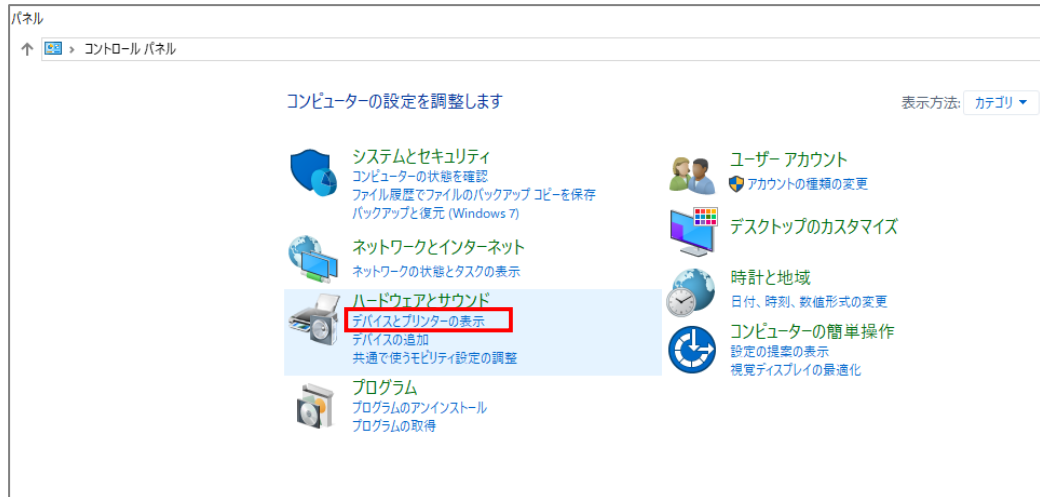 パネル
コントロール パネル
コンピューターの設定を調整します
表示方法: カテゴリ
システムとセキュリティ
コンピューターの状態を確認
ファイル履歴でファイルのバックアップ コピーを保存
バックアップと復元 (Windows 7)
ネットワークとインターネット
ネットワークの状態とタスクの表示
ハードウェアとサウンド
デバイスとプリンターの表示
デバイスの追加
共通で使うモビリティ設定の調整
プログラム
プログラムのアンインストール
プログラムの取得
ユーザー アカウント
アカウントの種類の変更
デスクトップのカスタマイズ
時計と地域
日付、時刻、数値形式の変更
コンピューターの簡単操作
設定の提案の表示
視覚ディスプレイの最適化